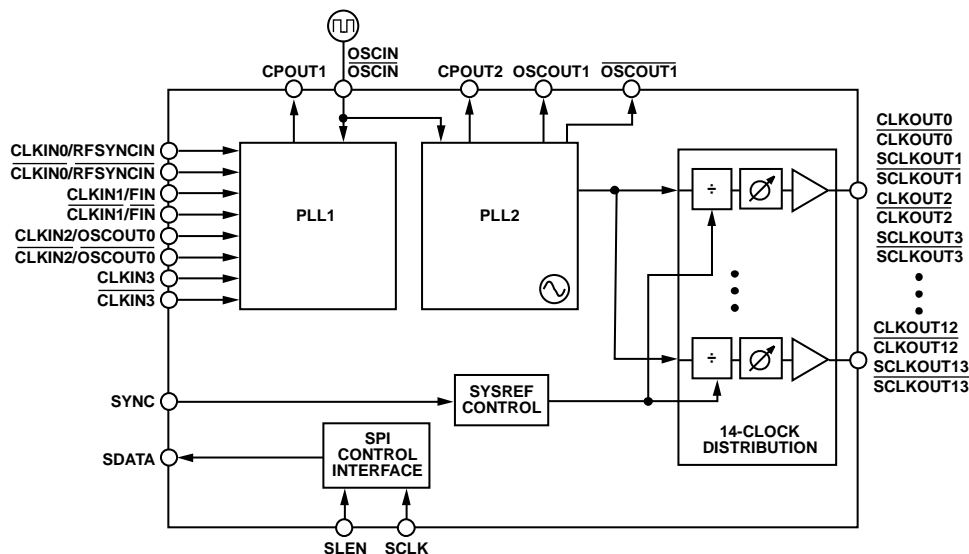 OSCIN
OSCIN
CPOUT1
CPOUT2
OSCOUT1
OSCOUT1
CLKIN0/RFSYNCIN
CLKIN0/RFSYNCIN
CLKIN1/FIN
CLKIN1/FIN
CLKIN2/OSCOUT0
CLKIN2/OSCOUT0
CLKIN3
CLKIN3
PLL1
PLL2
÷
÷
CLKOUT0
CLKOUT0
SCLKOUT1
SCLKOUT1
CLKOUT2
CLKOUT2
SCLKOUT3
SCLKOUT3
CLKOUT12
CLKOUT12
SCLKOUT13
SCLKOUT13
SYNC
SYSREF
CONTROL
14-CLOCK
DISTRIBUTION
SDATA
SPI
CONTROL
INTERFACE
SLEN
SCLK